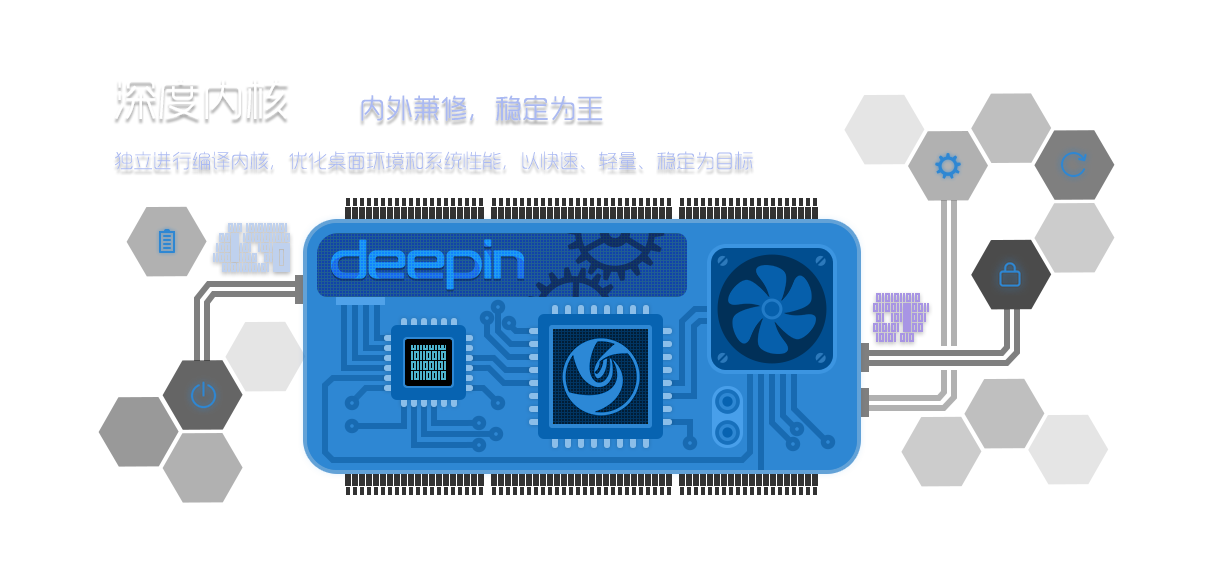 深度内核
内外兼修，稳定为主
独立进行编译内核，优化桌面环境和系统性能，以快速、轻量、稳定为目标
deepin